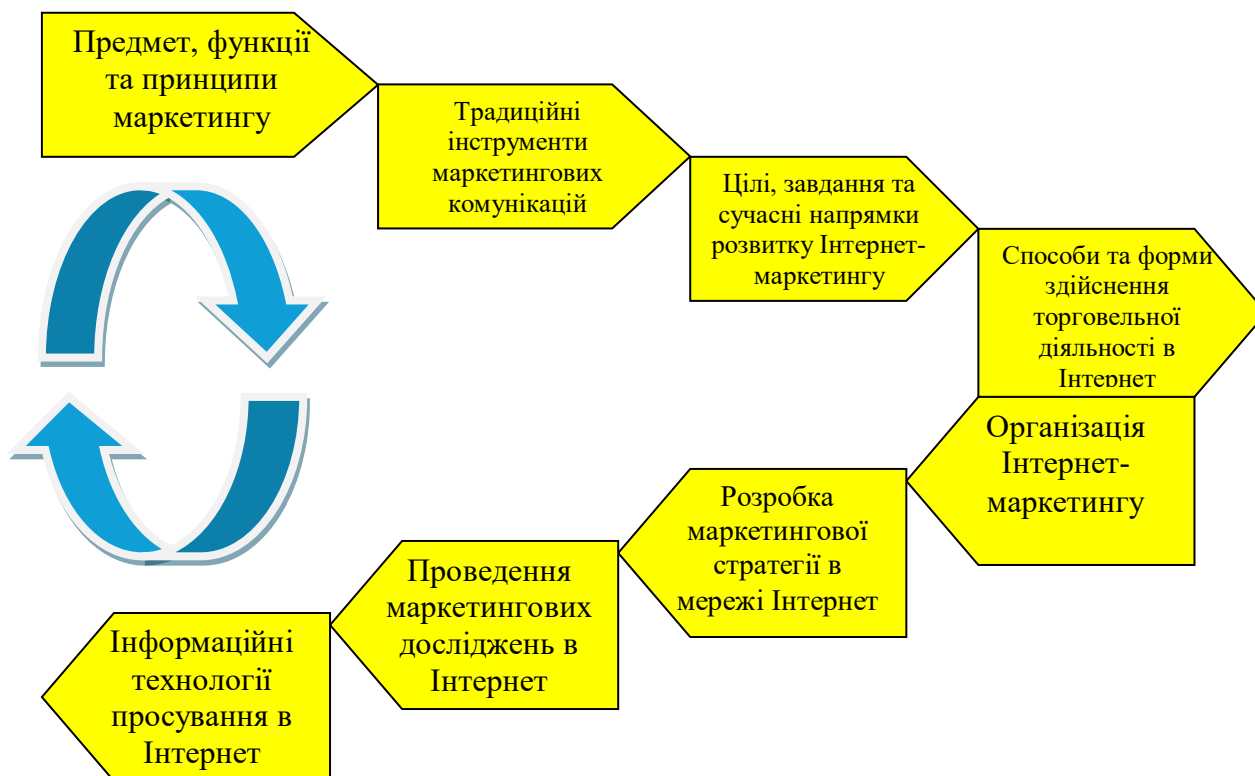 Предмет, функції
та принципи
маркетингу
Традиційні
інструменти
маркетингових
комунікацій
Цілі, завдання та
сучасні напрямки
розвитку Інтернет-
маркетингу
Способи та форми
здійснення
торговельної
діяльності в
Інтернет
Організація
Інтернет-
маркетингу
Розробка
маркетингової
стратегії в
мережі Інтернет
Проведення
маркетингових
досліджень в
Інтернет
Інформаційні
технології
просування в
Інтернет